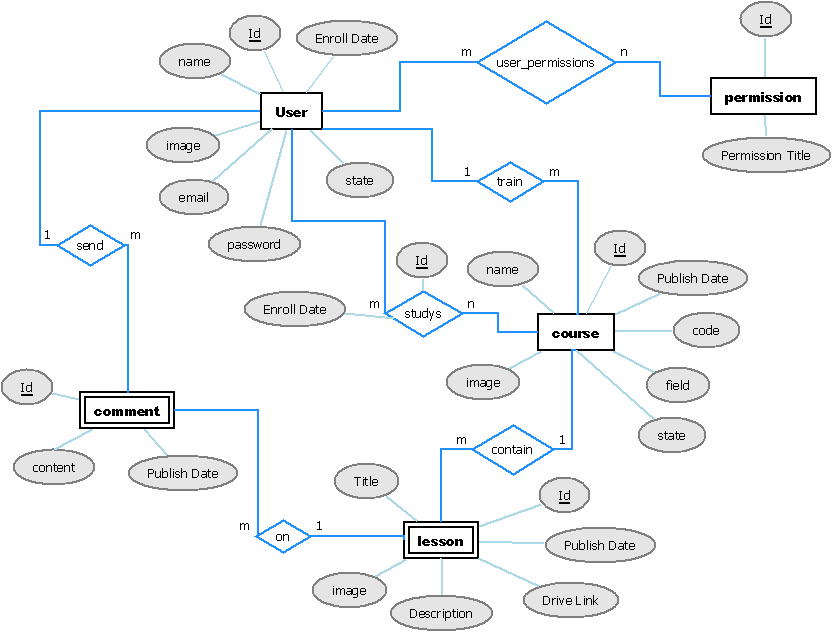 Id
Id
Enroll Date
name
m
n
user_permissions
User
permission
image
Permission Title
1
m
train
state
email
1
m
send
password
Id
Id
name
Publish Date
Enroll Date
m
n
studys
code
course
image
field
Id
comment
state
m
1
contain
content
Publish Date
Title
Id
m
1
on
lesson
Publish Date
image
Description
Drive Link